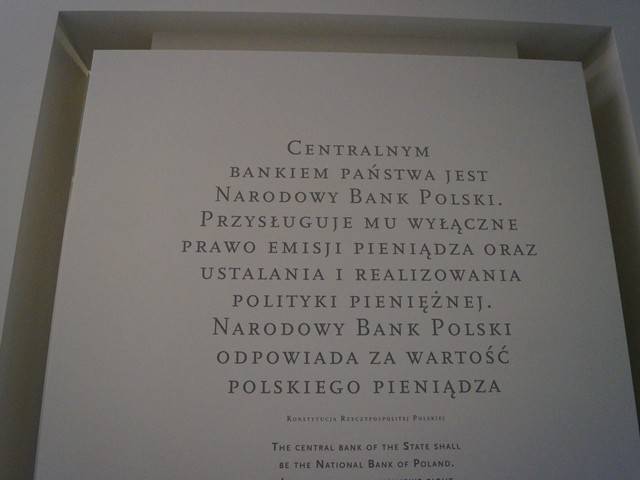 Centralnym
bankiem państwa jest
Narodowy Bank Polski.
Przysługuje mu wyłączne
prawo emisji pieniądza oraz
ustalania i realizowania
polityki pieniężnej.
Narodowy Bank Polski
odpowiada za wartość
polskiego pieniądza
Konstytucja Rzeczypospolitej Polskiej
The central bank of the State shall
be the National Bank of Poland.